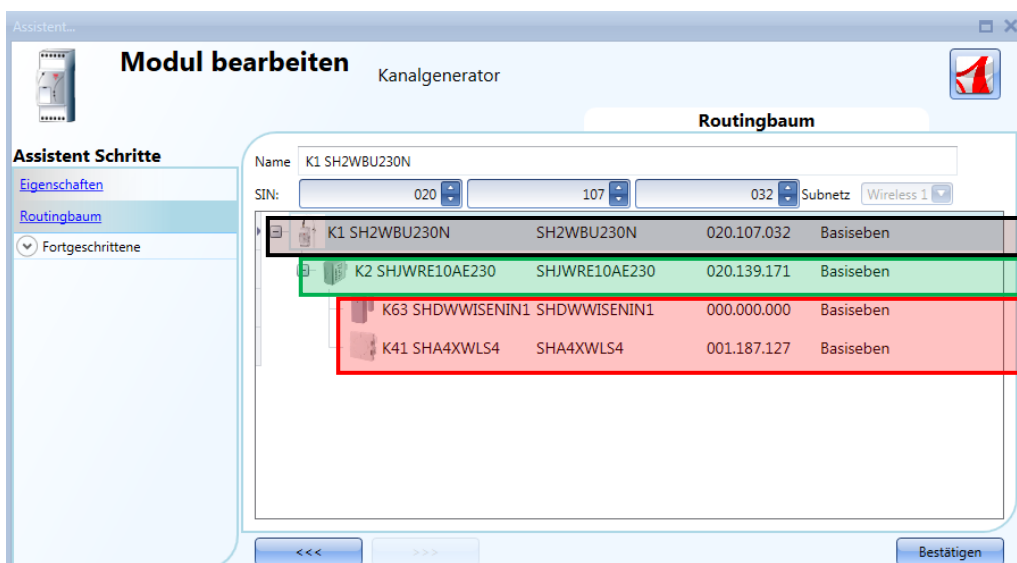 Assistent...
Modul bearbeiten
Kanalgenerator
Routingbaum
Assistent Schritte
Eigenschaften
Routingbaum
Fortgeschrittene
Name K1 SH2WBU230N
SIN: 020 107 032 Subnetz Wireless 1
K1 SH2WBU230N SH2WBU230N 020.107.032 Basiseben
K2 SHJWRE10AE230 SHJWRE10AE230 020.139.171 Basiseben
K63 SHDWWISENIN1 SHDWWISENIN1 000.000.000 Basiseben
K41 SHA4XWLS4 SHA4XWLS4 001.187.127 Basiseben
<<< >>> Bestätigen